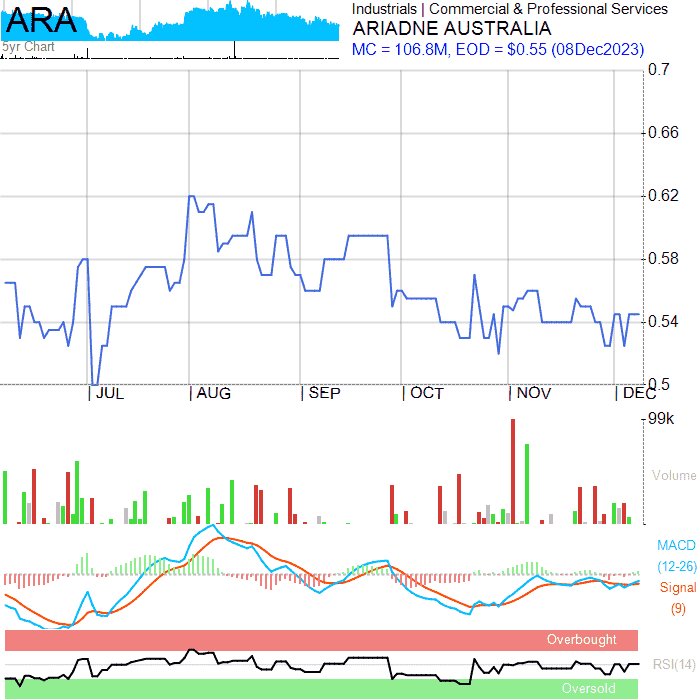 ARA
5yr Chart
Industrials | Commercial & Professional Services
ARIADNE AUSTRALIA
MC = 106.8M, EOD = $0.55 (08Dec2023)
0.7
0.66
0.62
0.58
0.54
0.5
| JUL | AUG | SEP | OCT | NOV | DEC
99k
Volume
MACD
(12-26)
Signal
(9)
Overbought
RSI(14)
Oversold